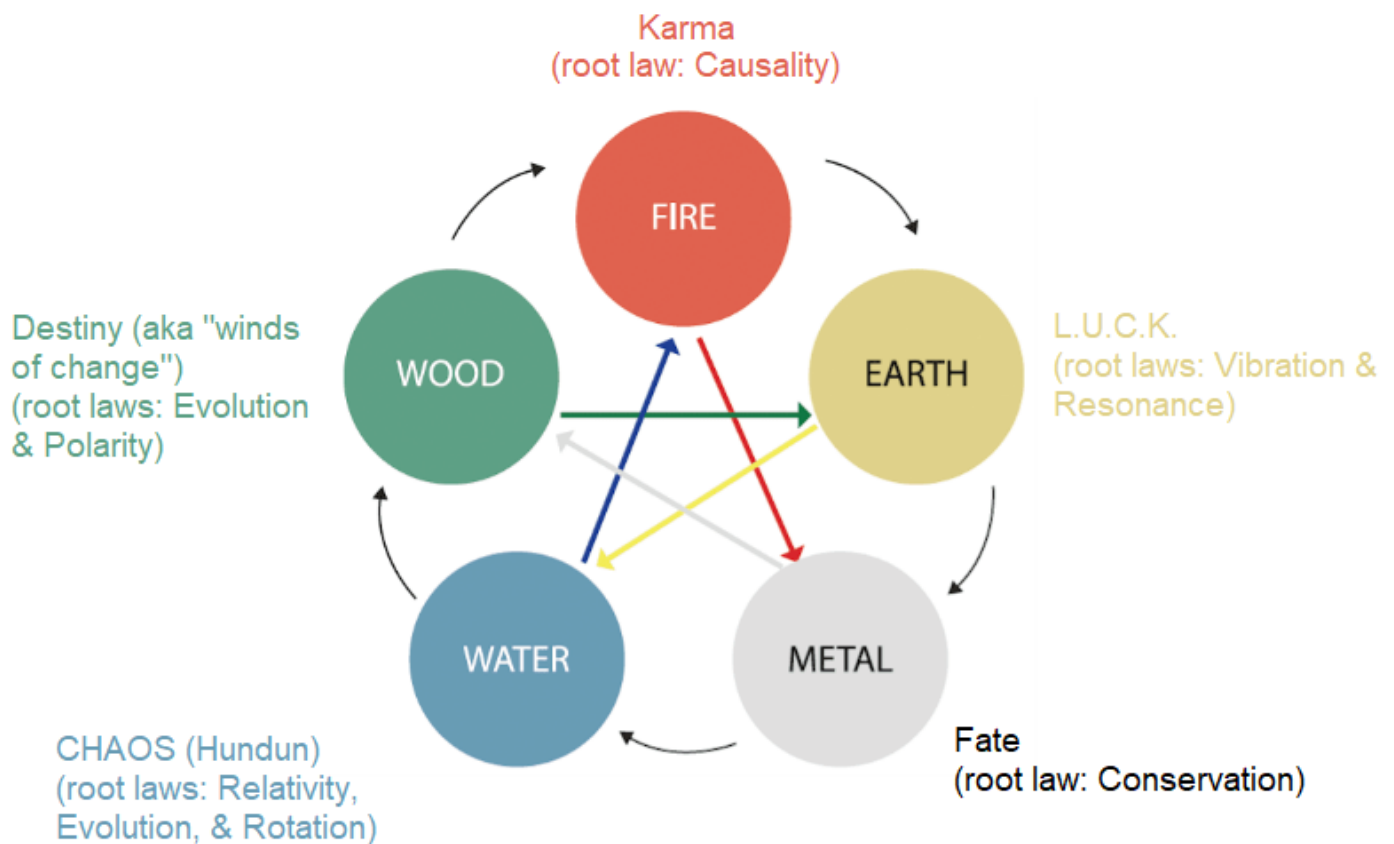 Karma
(root law: Causality)
FIRE
Destiny (aka "winds
of change")
(root laws: Evolution
& Polarity)
WOOD
EARTH
L.U.C.K.
(root laws: Vibration &
Resonance)
WATER
METAL
CHAOS (Hundun)
(root laws: Relativity,
Evolution, & Rotation)
Fate
(root law: Conservation)